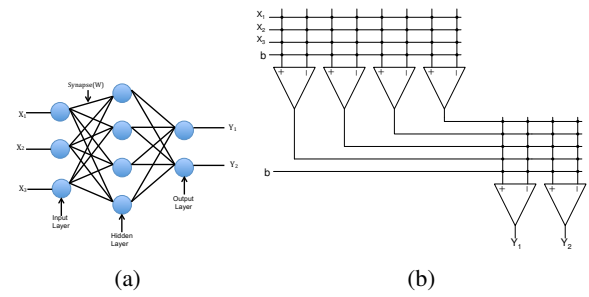 Synapse(W)
X₁
X₂
X₃
Y₁
Y₂
Input
Layer
Hidden
Layer
Output
Layer
(a)
X₁
X₂
X₃
b
+ − + − + − + −
b
+ − + −
Y₁ Y₂
(b)